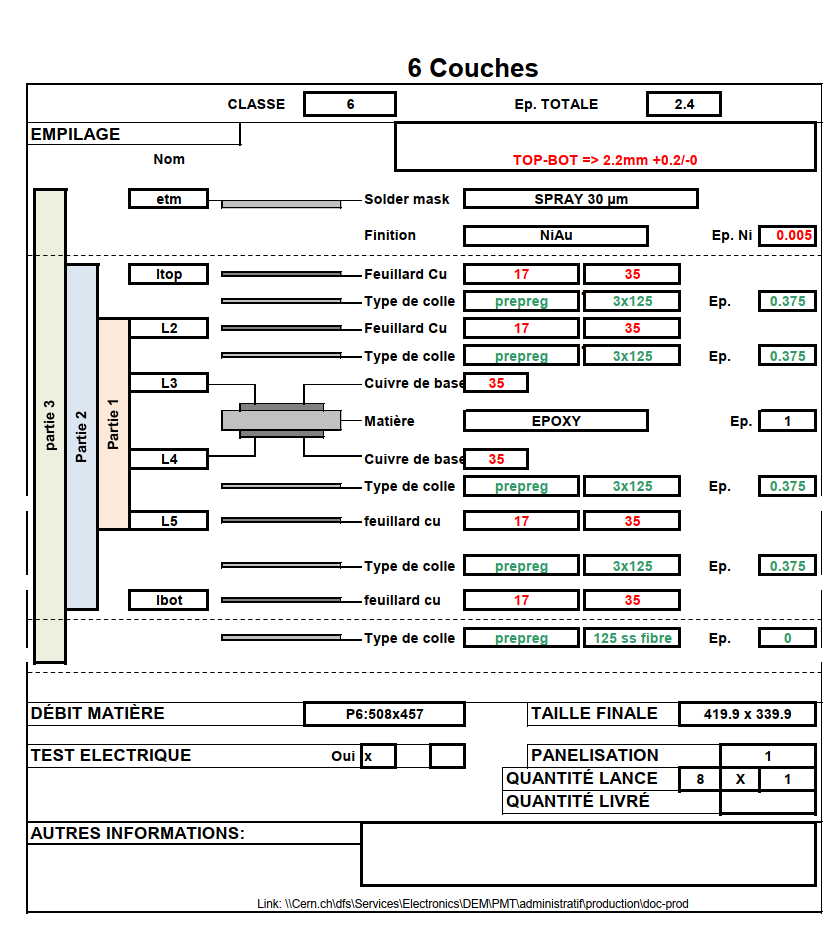 6 Couches
CLASSE 6 Ep. TOTALE 2.4
EMPILAGE
Nom TOP-BOT => 2.2mm +0.2/-0
etm Solder mask SPRAY 30 µm
Finition NiAu Ep. Ni 0.005
ltop Feuillard Cu 17 35
Type de colle prepreg 3x125 Ep. 0.375
L2 Feuillard Cu 17 35
Type de colle prepreg 3x125 Ep. 0.375
L3 Cuivre de base 35
partie 3 Partie 2 Partie 1
Matière EPOXY Ep. 1
L4 Cuivre de base 35
Type de colle prepreg 3x125 Ep. 0.375
L5 feuillard cu 17 35
Type de colle prepreg 3x125 Ep. 0.375
lbot feuillard cu 17 35
Type de colle prepreg 125 ss fibre Ep. 0
DÉBIT MATIÈRE P6:508x457 TAILLE FINALE 419.9 x 339.9
TEST ELECTRIQUE Oui x PANELISATION 1
QUANTITÉ LANCE 8 X 1
QUANTITÉ LIVRÉ
AUTRES INFORMATIONS:
Link: \\Cern.ch\dfs\Services\Electronics\DEM\PMT\administratif\production\doc-prod